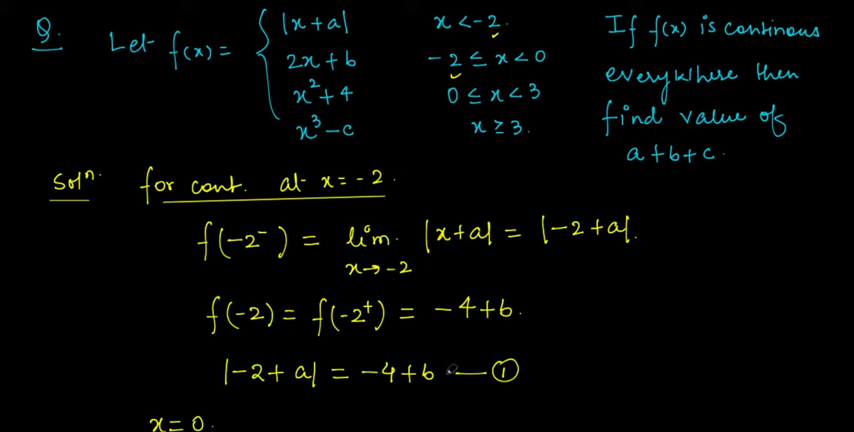 Q. Let f(x) = { |x+a| x < -2
2x+b -2 ≤ x < 0
x²+4 0 ≤ x < 3
x³-c x ≥ 3.
If f(x) is continous
everywhere then
find value of
a+b+c.
Solⁿ. for cont. at x = -2.
f(-2⁻) = lim. |x+a| = |-2+a|.
x→-2
f(-2) = f(-2⁺) = -4+b.
|-2+a| = -4+b — ①
x=0.